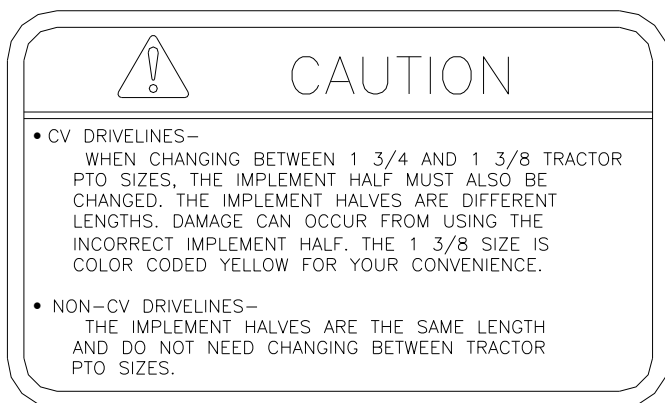 CAUTION
• CV DRIVELINES–
WHEN CHANGING BETWEEN 1 3/4 AND 1 3/8 TRACTOR
PTO SIZES, THE IMPLEMENT HALF MUST ALSO BE
CHANGED. THE IMPLEMENT HALVES ARE DIFFERENT
LENGTHS. DAMAGE CAN OCCUR FROM USING THE
INCORRECT IMPLEMENT HALF. THE 1 3/8 SIZE IS
COLOR CODED YELLOW FOR YOUR CONVENIENCE.
• NON–CV DRIVELINES–
THE IMPLEMENT HALVES ARE THE SAME LENGTH
AND DO NOT NEED CHANGING BETWEEN TRACTOR
PTO SIZES.